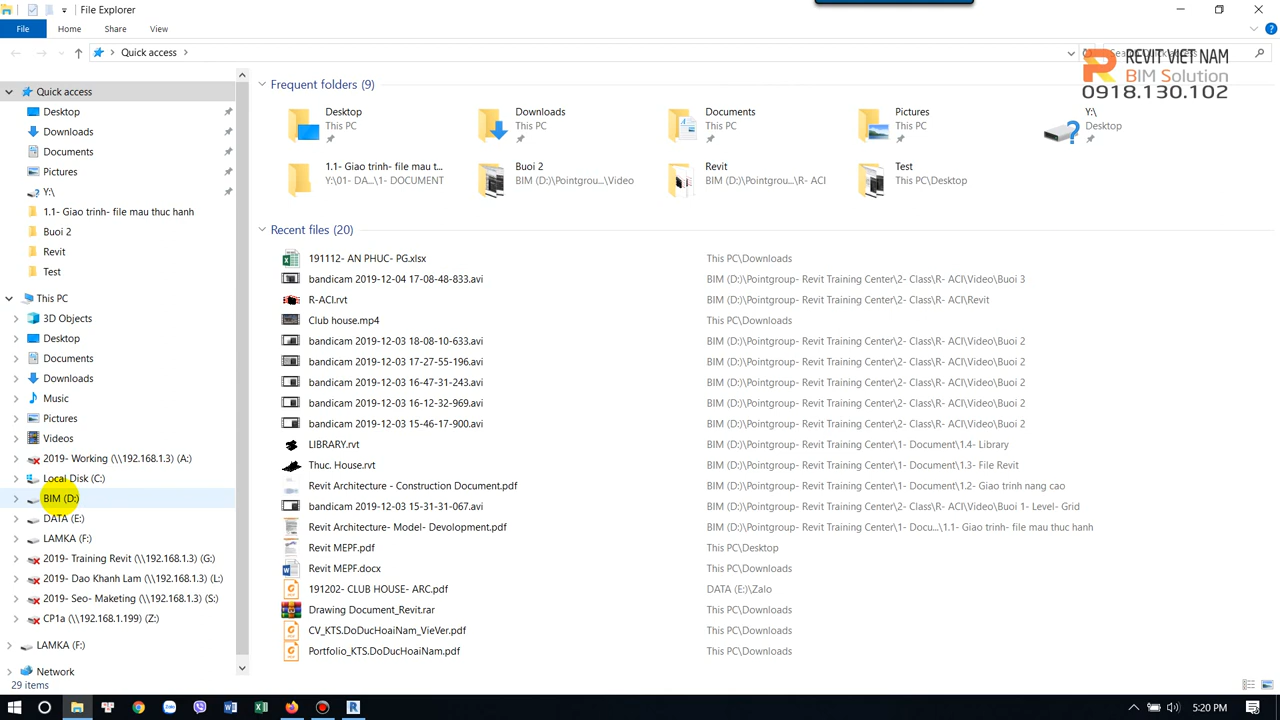 File Explorer
File Home Share View
Quick access
REVIT VIET NAM
BIM Solution
0918.130.102
Quick access
Desktop
Downloads
Documents
Pictures
Y:\
1.1- Giao trinh- file mau thuc hanh
Buoi 2
Revit
Test
This PC
3D Objects
Desktop
Documents
Downloads
Music
Pictures
Videos
2019- Working (\\192.168.1.3) (A:)
Local Disk (C:)
BIM (D:)
DATA (E:)
LAMKA (F:)
2019- Training Revit (\\192.168.1.3) (G:)
2019- Dao Khanh Lam (\\192.168.1.3) (L:)
2019- Seo- Maketing (\\192.168.1.3) (S:)
CP1a (\\192.168.1.199) (Z:)
LAMKA (F:)
Network
29 items
Frequent folders (9)
Desktop
This PC
Downloads
This PC
Documents
This PC
Pictures
This PC
Y:\
Desktop
1.1- Giao trinh- file mau t...
Y:\01- DA...\1- DOCUMENT
Buoi 2
BIM (D:)\Pointgrou...\Video
Revit
BIM (D:)\Pointgrou...\R- ACI
Test
This PC\Desktop
Recent files (20)
191112- AN PHUC- PG.xlsx This PC\Downloads
bandicam 2019-12-04 17-08-48-833.avi BIM (D:)\Pointgroup- Revit Training Center\2- Class\R- ACI\Video\Buoi 3
R-ACI.rvt BIM (D:)\Pointgroup- Revit Training Center\2- Class\R- ACI\Revit
Club house.mp4 This PC\Downloads
bandicam 2019-12-03 18-08-10-633.avi BIM (D:)\Pointgroup- Revit Training Center\2- Class\R- ACI\Video\Buoi 2
bandicam 2019-12-03 17-27-55-196.avi BIM (D:)\Pointgroup- Revit Training Center\2- Class\R- ACI\Video\Buoi 2
bandicam 2019-12-03 16-47-31-243.avi BIM (D:)\Pointgroup- Revit Training Center\2- Class\R- ACI\Video\Buoi 2
bandicam 2019-12-03 16-12-32-969.avi BIM (D:)\Pointgroup- Revit Training Center\2- Class\R- ACI\Video\Buoi 2
bandicam 2019-12-03 15-46-17-900.avi BIM (D:)\Pointgroup- Revit Training Center\2- Class\R- ACI\Video\Buoi 2
LIBRARY.rvt BIM (D:)\Pointgroup- Revit Training Center\1- Document\1.4- Library
Thuc. House.rvt BIM (D:)\Pointgroup- Revit Training Center\1- Document\1.3- File Revit
Revit Architecture - Construction Document.pdf BIM (D:)\Pointgroup- Revit Training Center\1- Document\1.2- Giao trinh nang cao
bandicam 2019-12-03 15-31-31-067.avi BIM (D:)\Pointgroup- Revit Training Center\2- Class\R- ACI\Video\Buoi 1- Level- Grid
Revit Architecture- Model- Devolopment.pdf BIM (D:)\Pointgroup- Revit Training Center\1- Docu...\1.1- Giao trinh- file mau thuc hanh
Revit MEPF.pdf This PC\Desktop
Revit MEPF.docx This PC\Downloads
191202- CLUB HOUSE- ARC.pdf DATA (E:)\Zalo
Drawing Document_Revit.rar This PC\Downloads
CV_KTS.DoDucHoaiNam_VieVer.pdf This PC\Downloads
Portfolio_KTS.DoDucHoaiNam.pdf This PC\Downloads
5:20 PM